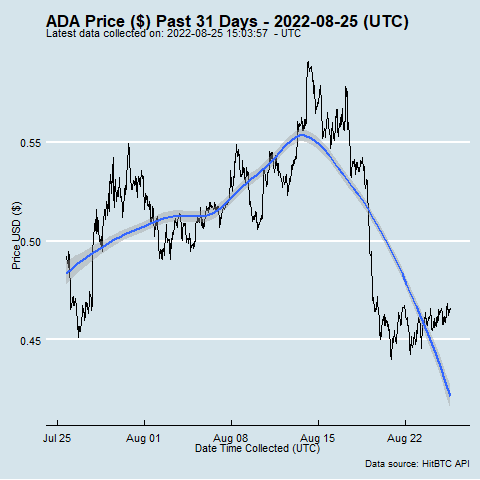 ADA Price ($) Past 31 Days - 2022-08-25 (UTC)
Latest data collected on: 2022-08-25 15:03:57 - UTC
Price USD ($)
0.55
0.50
0.45
Jul 25 Aug 01 Aug 08 Aug 15 Aug 22
Date Time Collected (UTC)
Data source: HitBTC API